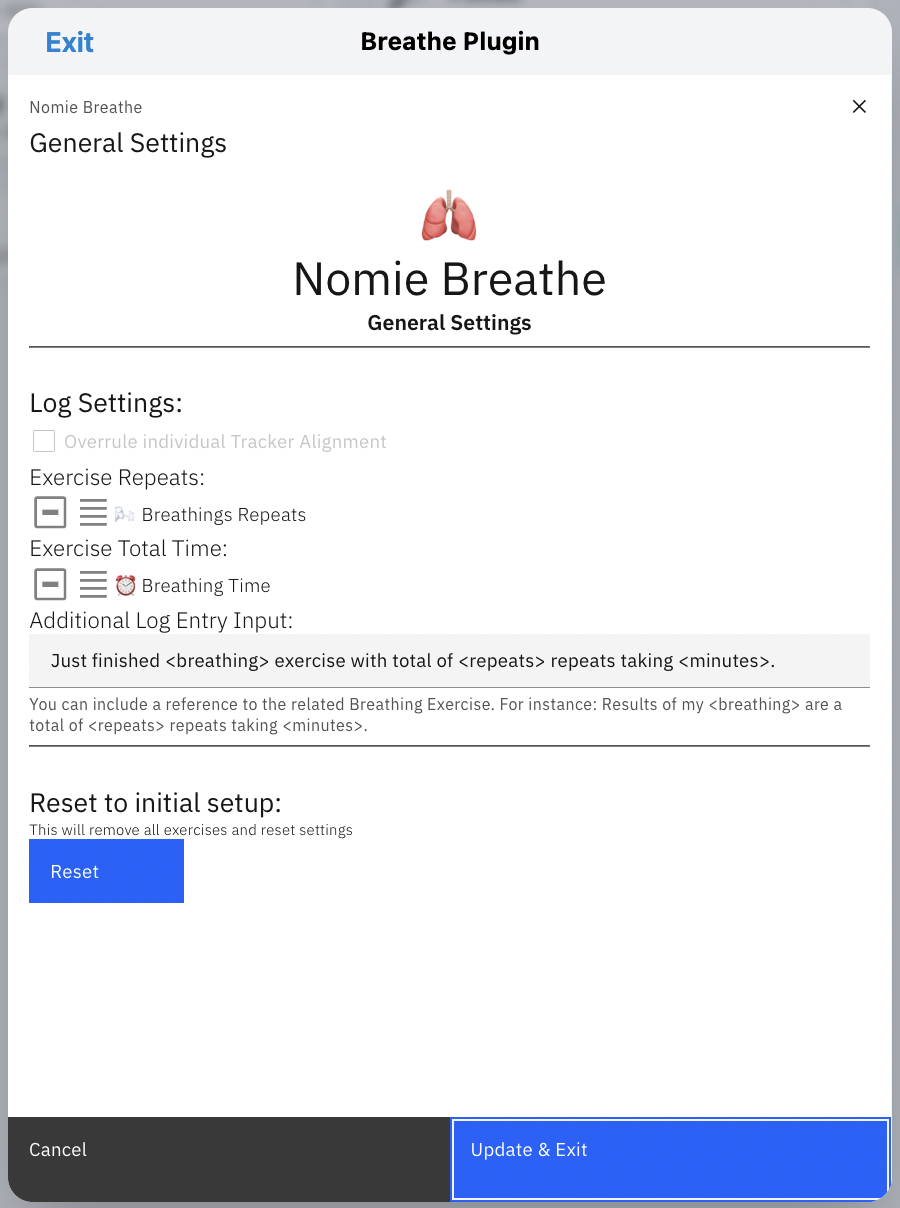 Exit
Breathe Plugin
Nomie Breathe
General Settings
Nomie Breathe
General Settings
Log Settings:
Overrule individual Tracker Alignment
Exercise Repeats:
Breathings Repeats
Exercise Total Time:
Breathing Time
Additional Log Entry Input:
Just finished <breathing> exercise with total of <repeats> repeats taking <minutes>.
You can include a reference to the related Breathing Exercise. For instance: Results of my <breathing> are a
total of <repeats> repeats taking <minutes>.
Reset to initial setup:
This will remove all exercises and reset settings
Reset
Cancel
Update & Exit